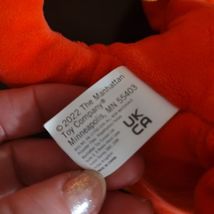 © 2022 The Manhattan
Toy Company®
Minneapolis, MN 55403
UK
CA